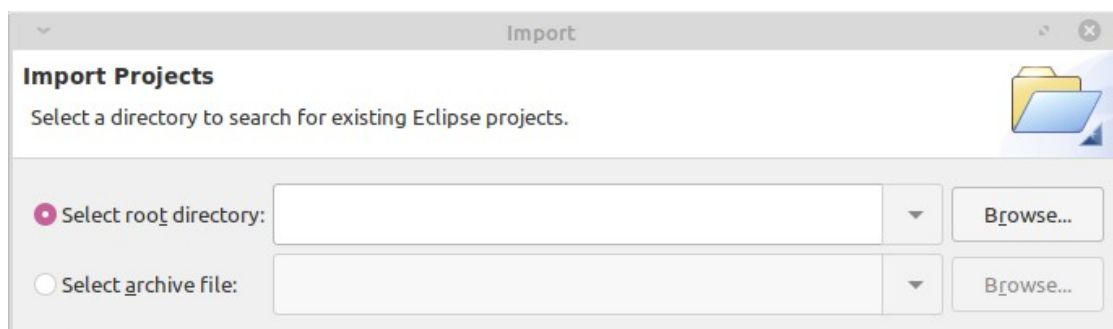 Import
Import Projects
Select a directory to search for existing Eclipse projects.
Select root directory: Browse...
Select archive file: Browse...